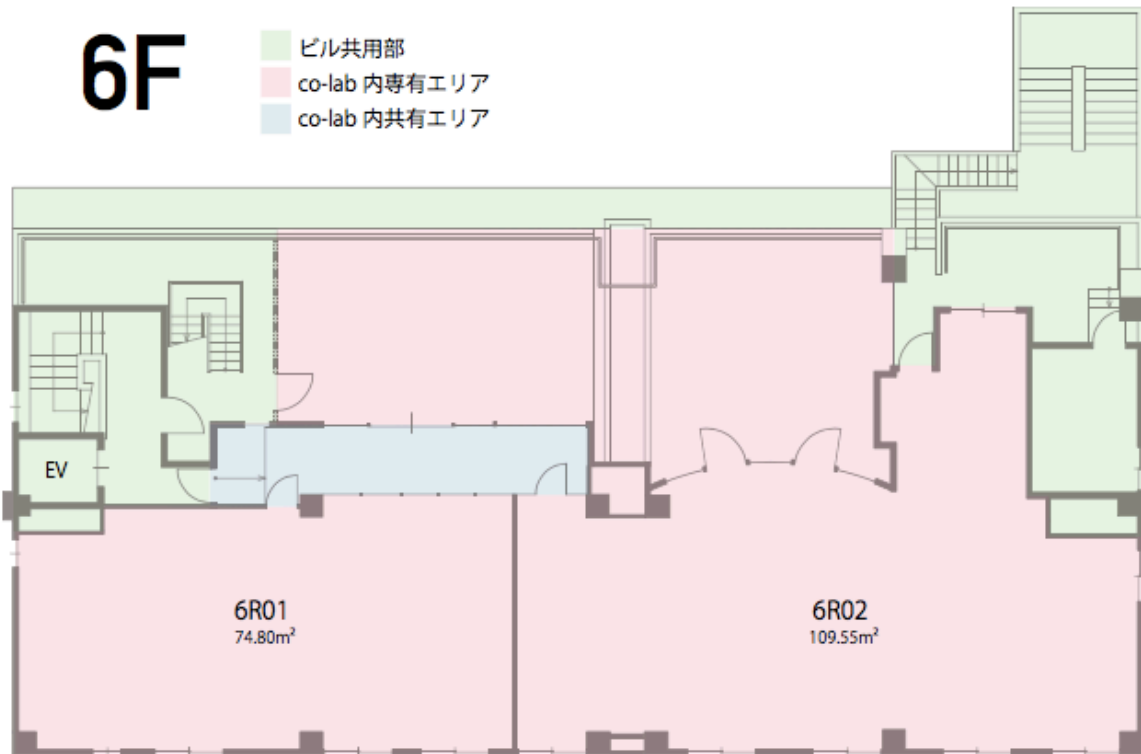 6F
ビル共用部
co-lab 内専有エリア
co-lab 内共有エリア
EV
6R01
74.80m²
6R02
109.55m²